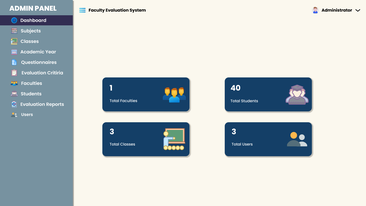 ADMIN PANEL
Dashboard
Subjects
Classes
Academic Year
Questionnaires
Evaluation Critiria
Faculties
Students
Evaluation Reports
Users
Faculty Evaluation System
Administrator
1
Total Faculties
40
Total Students
3
Total Classes
3
Total Users